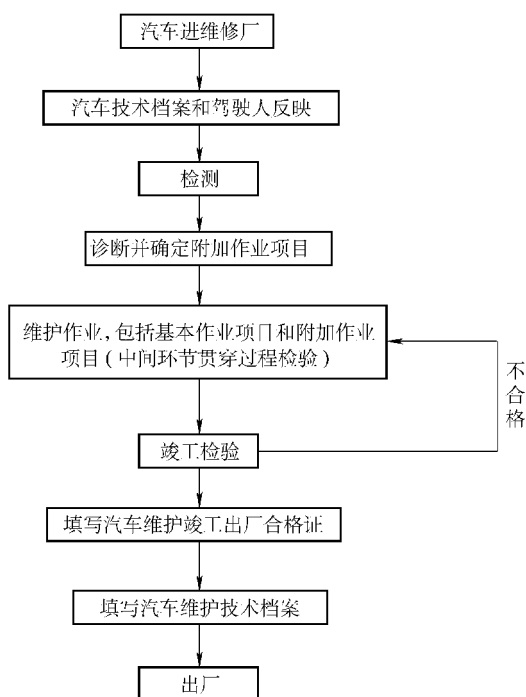 汽车进维修厂
汽车技术档案和驾驶人反映
检测
诊断并确定附加作业项目
维护作业,包括基本作业项目和附加作业
项目(中间环节贯穿过程检验)
不合格
竣工检验
填写汽车维护竣工出厂合格证
填写汽车维护技术档案
出厂